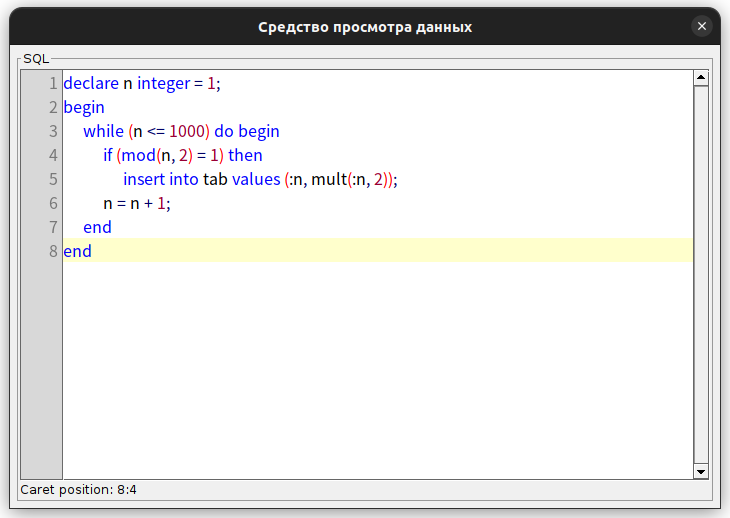 Средство просмотра данных
SQL
1 declare n integer = 1;
2 begin
3 while (n <= 1000) do begin
4 if (mod(n, 2) = 1) then
5 insert into tab values (:n, mult(:n, 2));
6 n = n + 1;
7 end
8 end
Caret position: 8:4